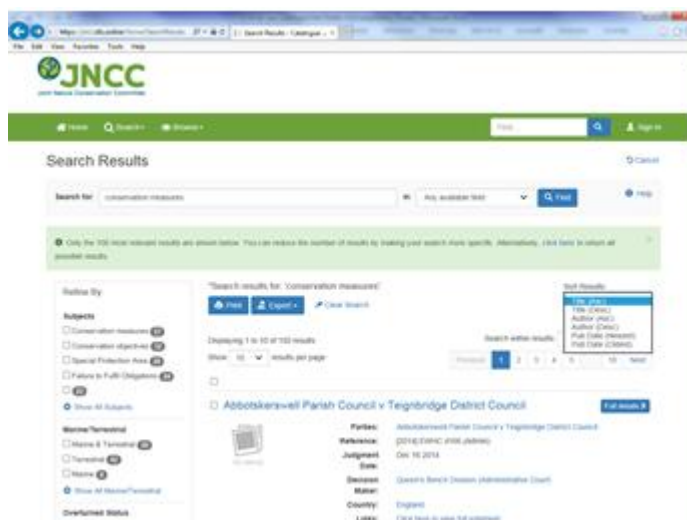 File Edit View Favorites Tools Help
JNCC
Joint Nature Conservation Committee
Home Search Browse
Find... Sign In
Search Results
Cancel
Search for conservation measures in Any available field Find Help
Only the 100 most relevant results are shown below. You can reduce the number of results by making your search more specific. Alternatively, click here to return all
possible results.
Refine By
Subjects
Conservation measures
Conservation objectives
Special Protection Area
Failure to Fulfil Obligations
Show All Subjects
Marine/Terrestrial
Marine & Terrestrial
Terrestrial
Marine
Show All Marine/Terrestrial
Overturned Status
"Search results for: 'conservation measures'"
Print Export Clear Search
Sort Results:
Title (Asc)
Title (Desc)
Author (Asc)
Author (Desc)
Pub Date (Newest)
Pub Date (Oldest)
Displaying 1 to 10 of 100 results
Search within results
Show 10 results per page
Previous 1 2 3 4 5 10 Next
Abbotskerswell Parish Council v Teignbridge District Council
Full details
Parties: Abbotskerswell Parish Council v Teignbridge District Council
Reference: [2014] EWHC (Admin)
Judgment Date: Dec 16 2014
Decision Maker: Queen's Bench Division (Administrative Court)
Country: England
Links: Click here to view full judgment